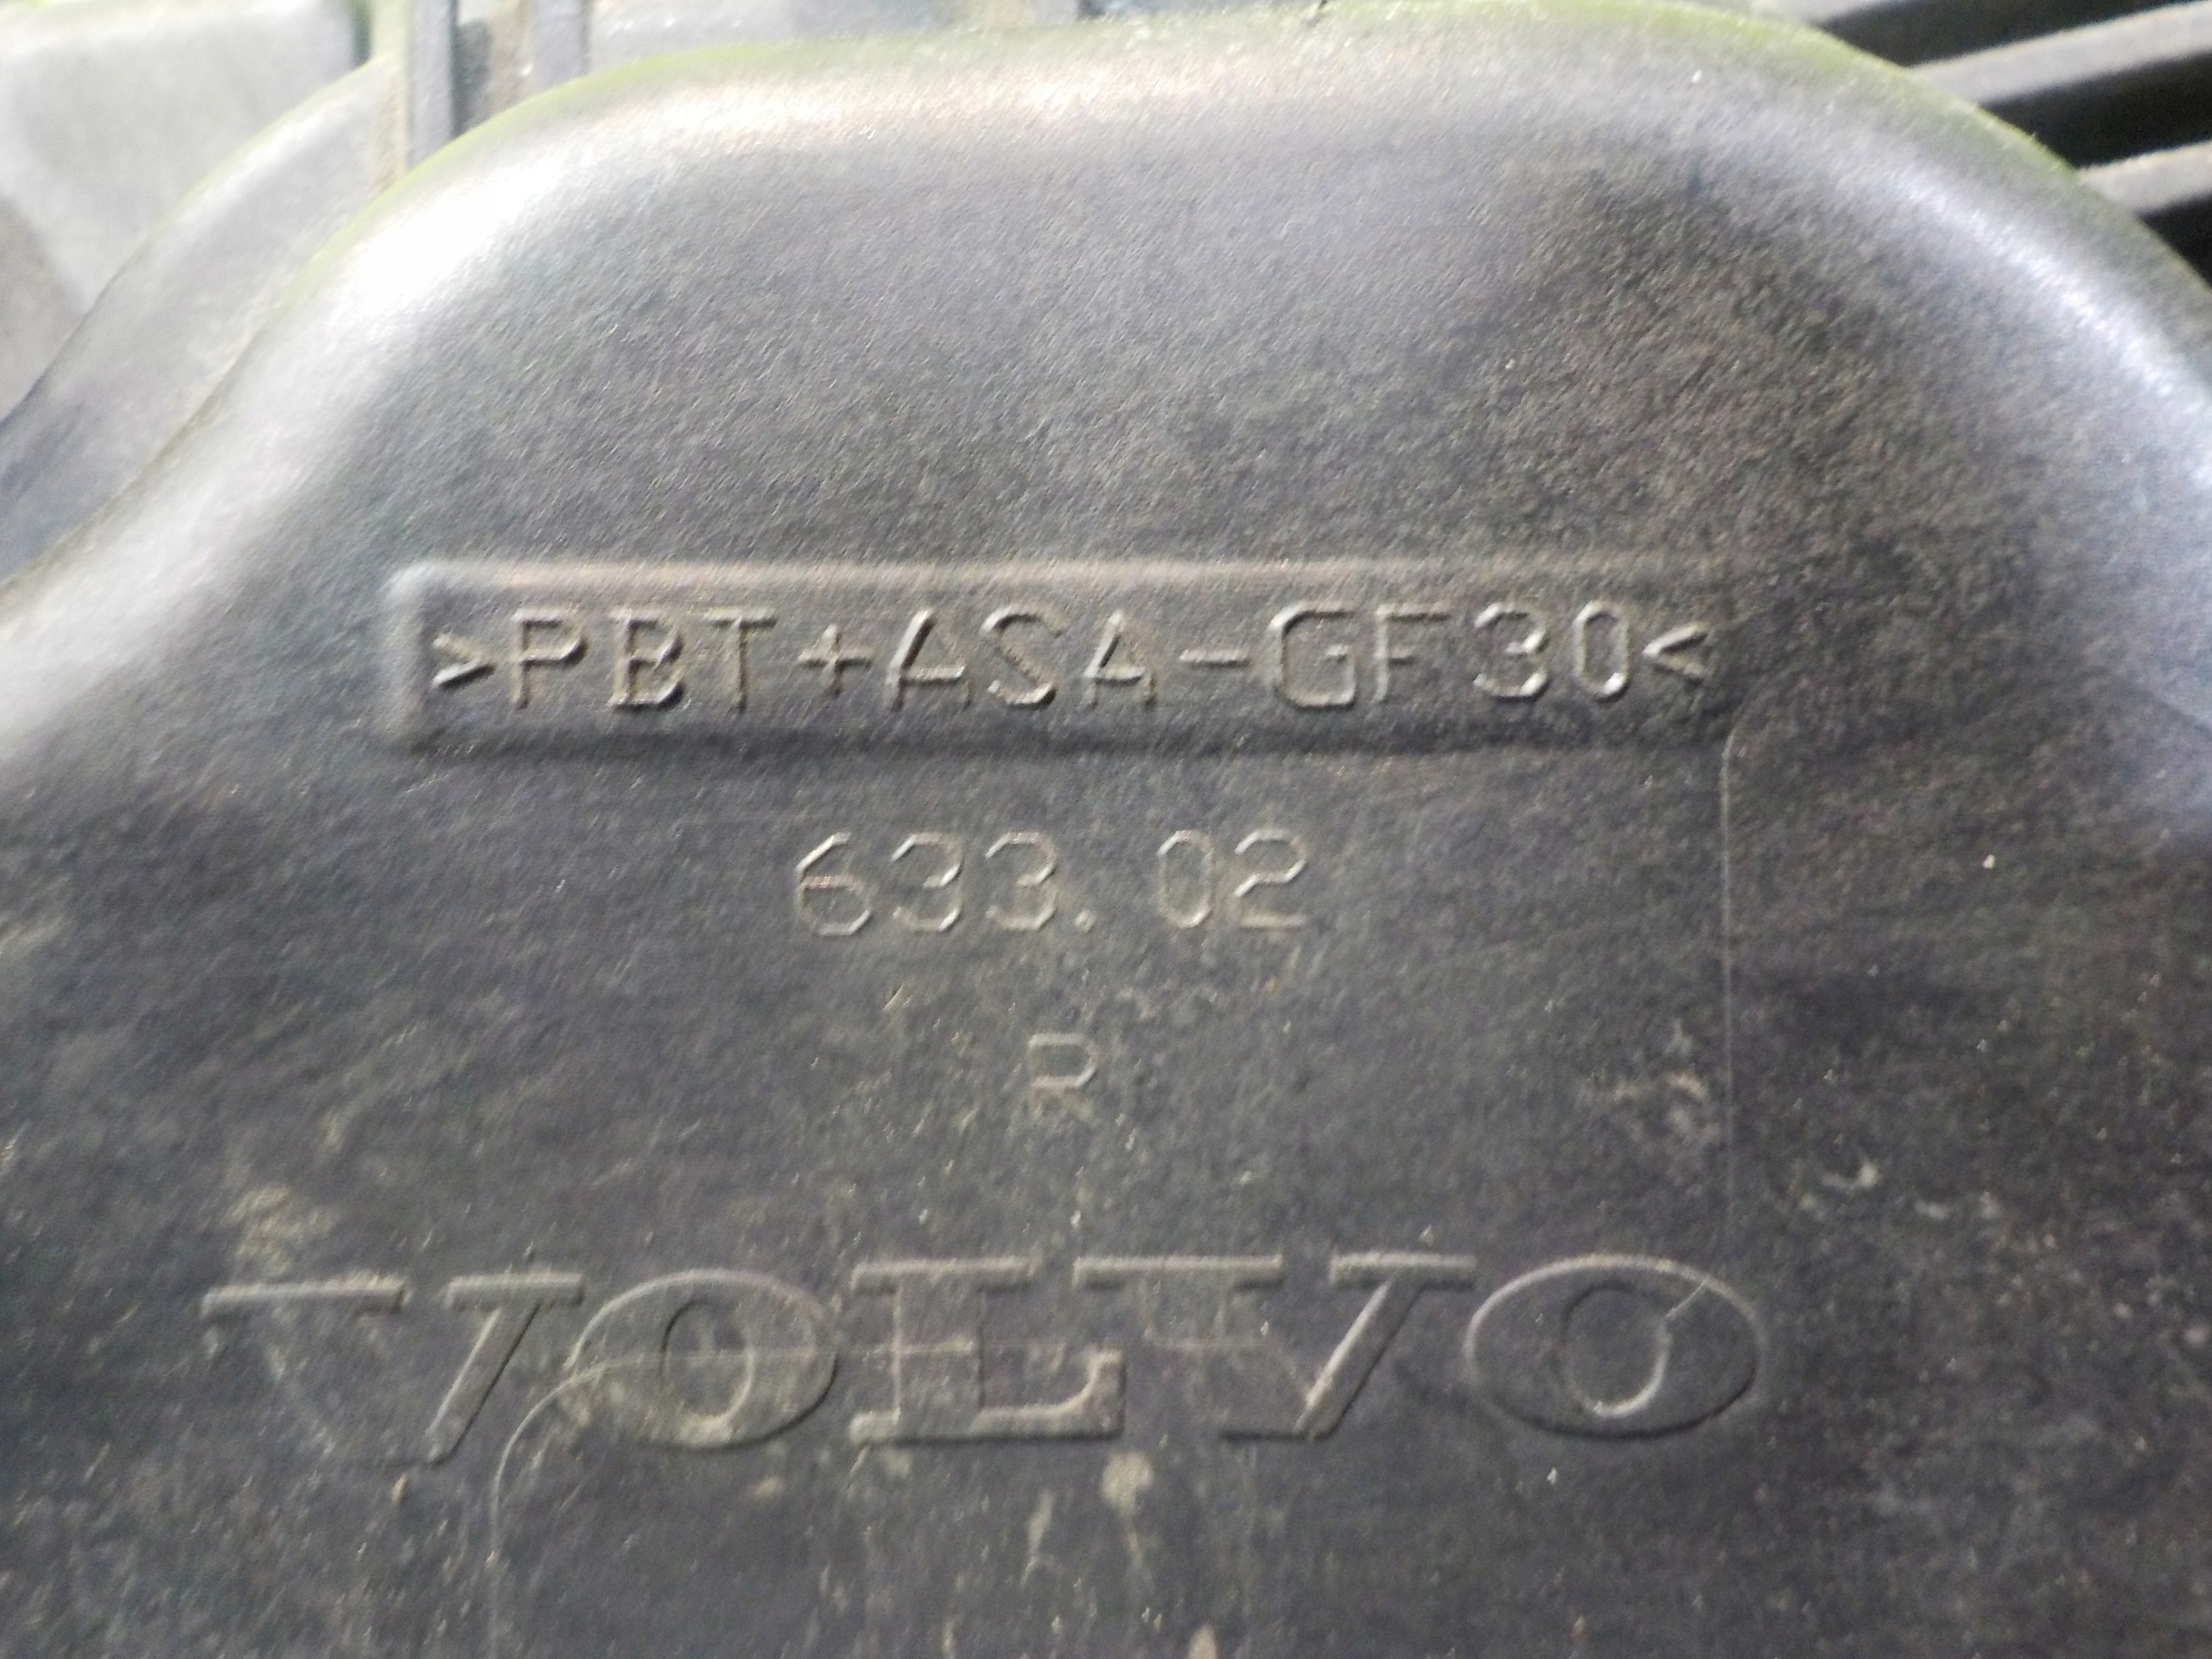 >PBT+ASA-GF30<
633.02
R
VOLVO